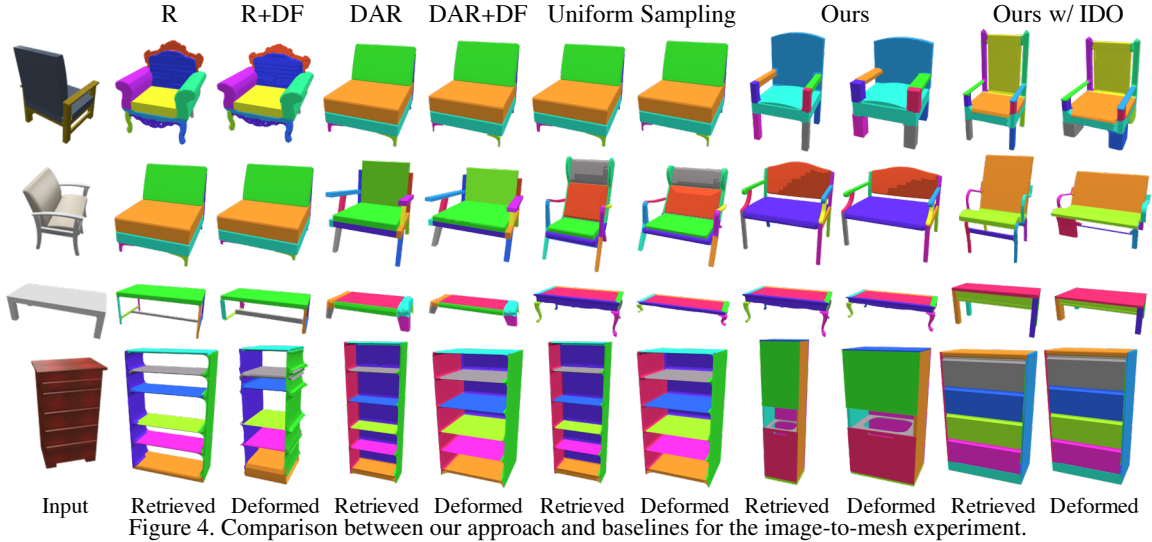 R R+DF DAR DAR+DF Uniform Sampling Ours Ours w/ IDO
Input Retrieved Deformed Retrieved Deformed Retrieved Deformed Retrieved Deformed Retrieved Deformed
Figure 4. Comparison between our approach and baselines for the image-to-mesh experiment.